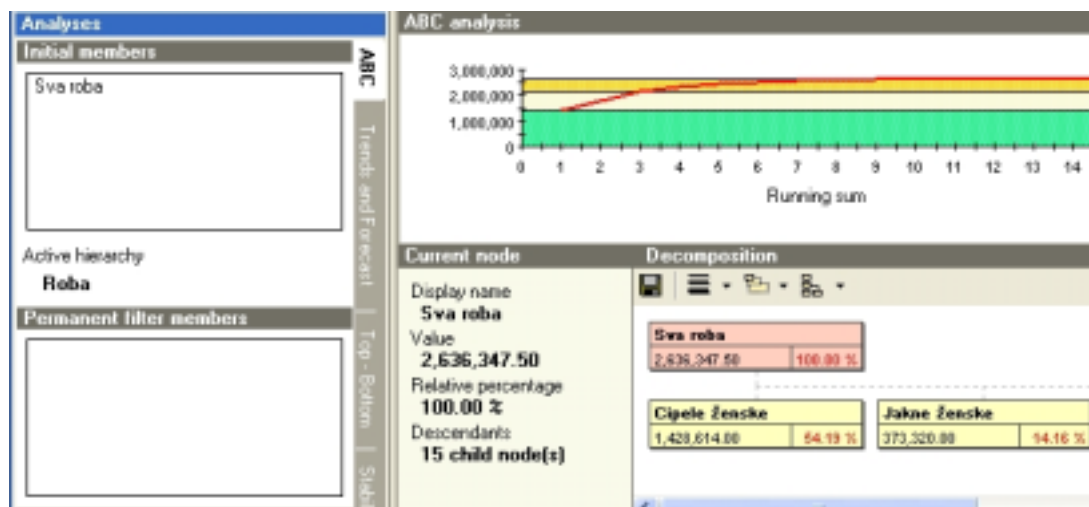 Analyses
Initial members
Sva roba
Active hierarchy
Roba
Permanent filter members
ABC
Trends and Forecast
Top - Bottom
Stabil
ABC analysis
3,000,000
2,000,000
1,000,000
0
0 1 2 3 4 5 6 7 8 9 10 11 12 13 14
Running sum
Current node
Display name
Sva roba
Value
2,636,347.50
Relative percentage
100.00 %
Descendants
15 child node(s)
Decomposition
Sva roba
2,636,347.50 100.00 %
Cipele ženske Jakne ženske
1,428,614.00 54.19 % 373,320.00 14.16 %